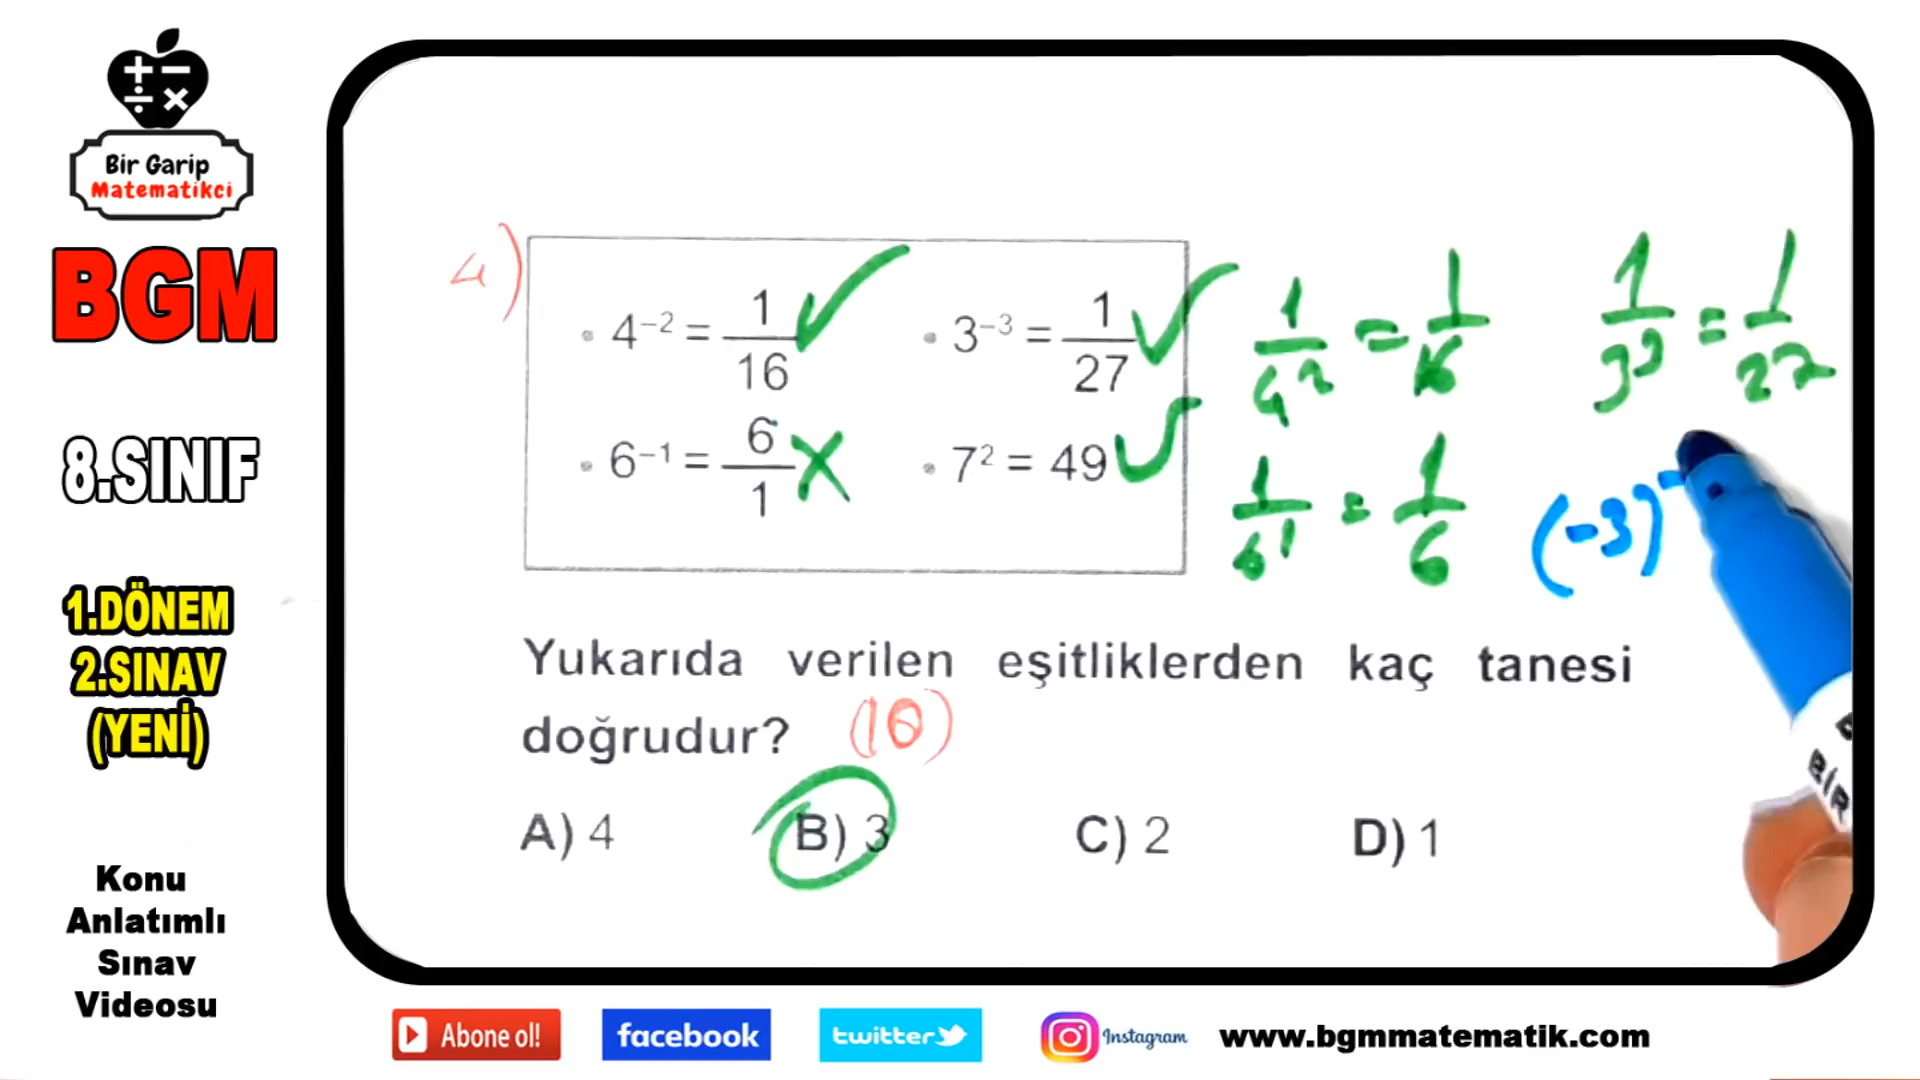 Bir Garip
Matematikci
BGM
8.SINIF
1.DÖNEM
2.SINAV
(YENİ)
Konu
Anlatımlı
Sınav
Videosu
4)
• 4⁻² = 1/16 ✓ • 3⁻³ = 1/27 ✓
• 6⁻¹ = 6/1 X • 7² = 49 ✓
1/4² = 1/16 1/3³ = 1/27
1/6¹ = 1/6 (-3)⁻
Yukarıda verilen eşitliklerden kaç tanesi
doğrudur? (10)
A) 4 B) 3 C) 2 D) 1
BİR
Abone ol!
facebook
twitter
Instagram
www.bgmmatematik.com